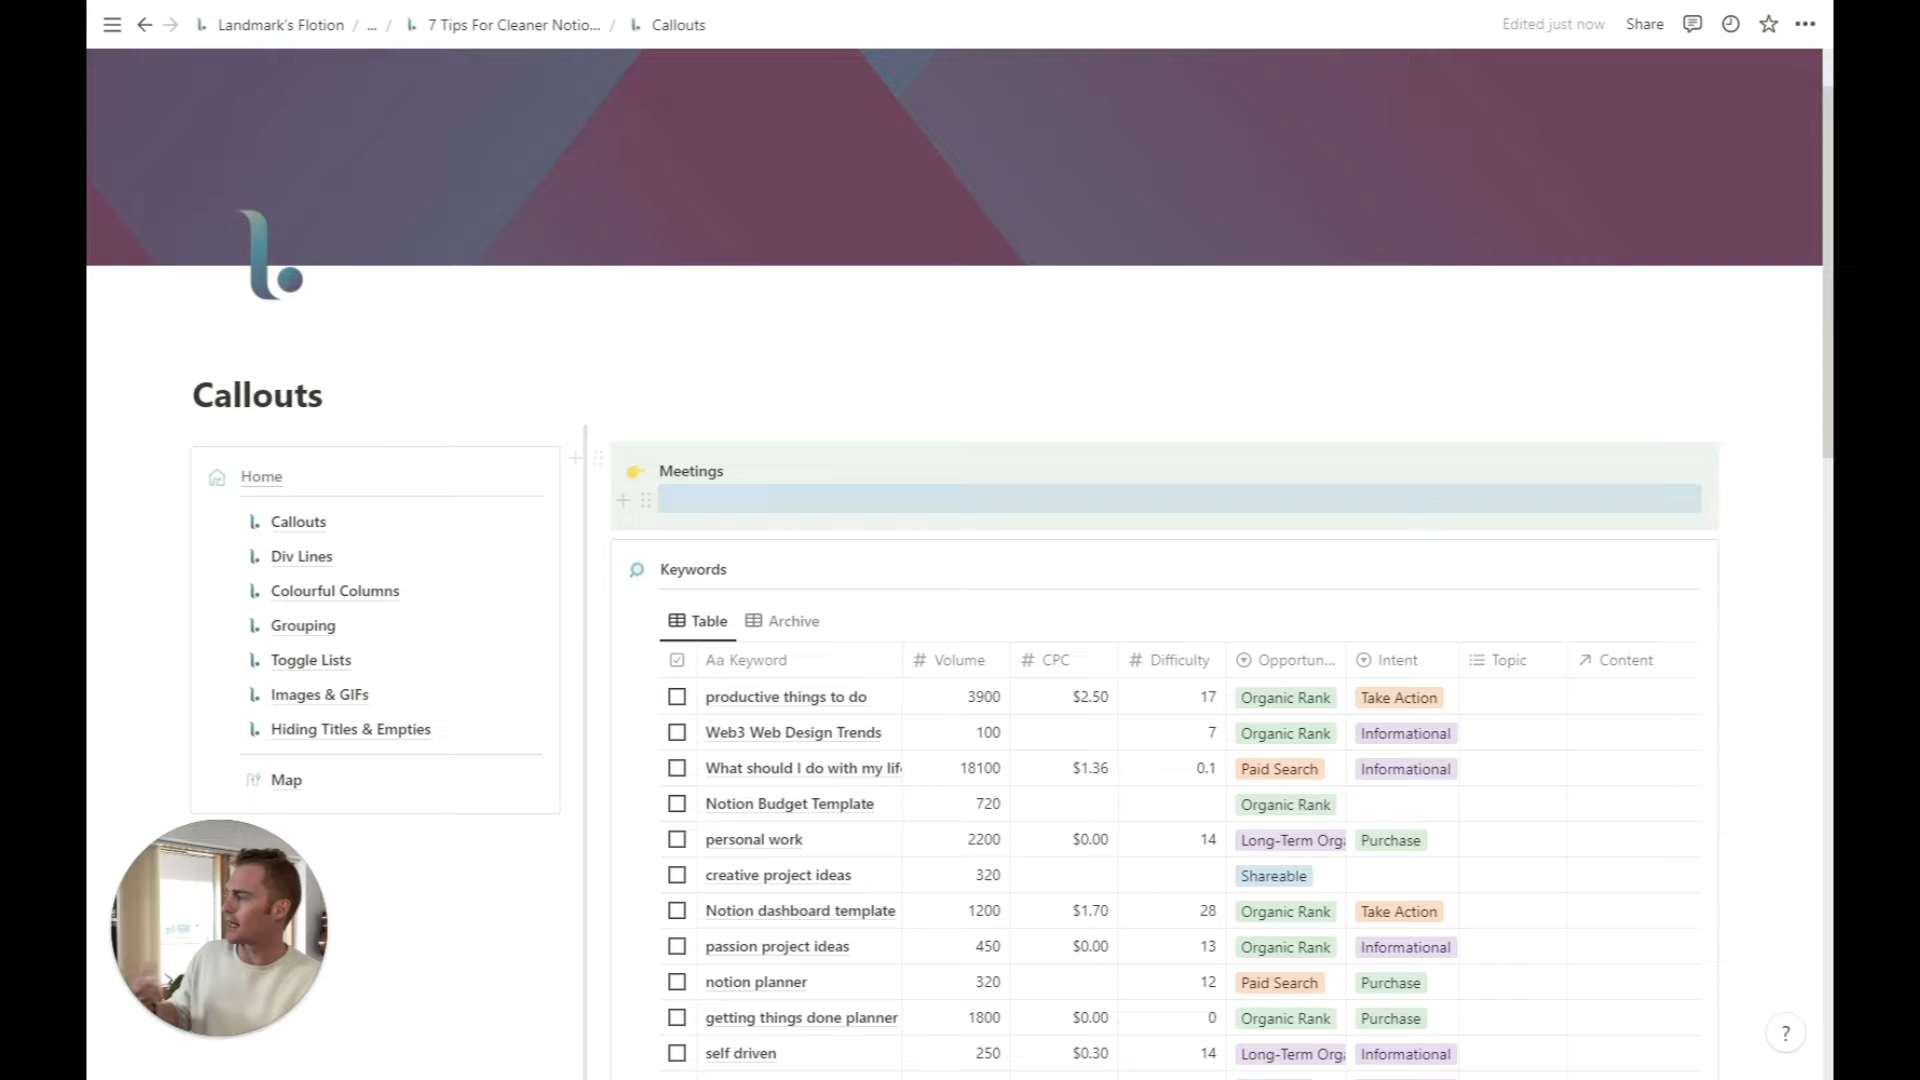 Landmark's Flotion / ... / 7 Tips For Cleaner Notio... / Callouts
Edited just now Share
Callouts
Home
Callouts
Div Lines
Colourful Columns
Grouping
Toggle Lists
Images & GIFs
Hiding Titles & Empties
Map
Meetings
Keywords
Table Archive
Aa Keyword # Volume # CPC # Difficulty Opportun... Intent Topic Content
productive things to do 3900 $2.50 17 Organic Rank Take Action
Web3 Web Design Trends 100 7 Organic Rank Informational
What should I do with my life 18100 $1.36 0.1 Paid Search Informational
Notion Budget Template 720 Organic Rank
personal work 2200 $0.00 14 Long-Term Orga Purchase
creative project ideas 320 Shareable
Notion dashboard template 1200 $1.70 28 Organic Rank Take Action
passion project ideas 450 $0.00 13 Organic Rank Informational
notion planner 320 12 Paid Search Purchase
getting things done planner 1800 $0.00 0 Organic Rank Purchase
self driven 250 $0.30 14 Long-Term Orga Informational
?